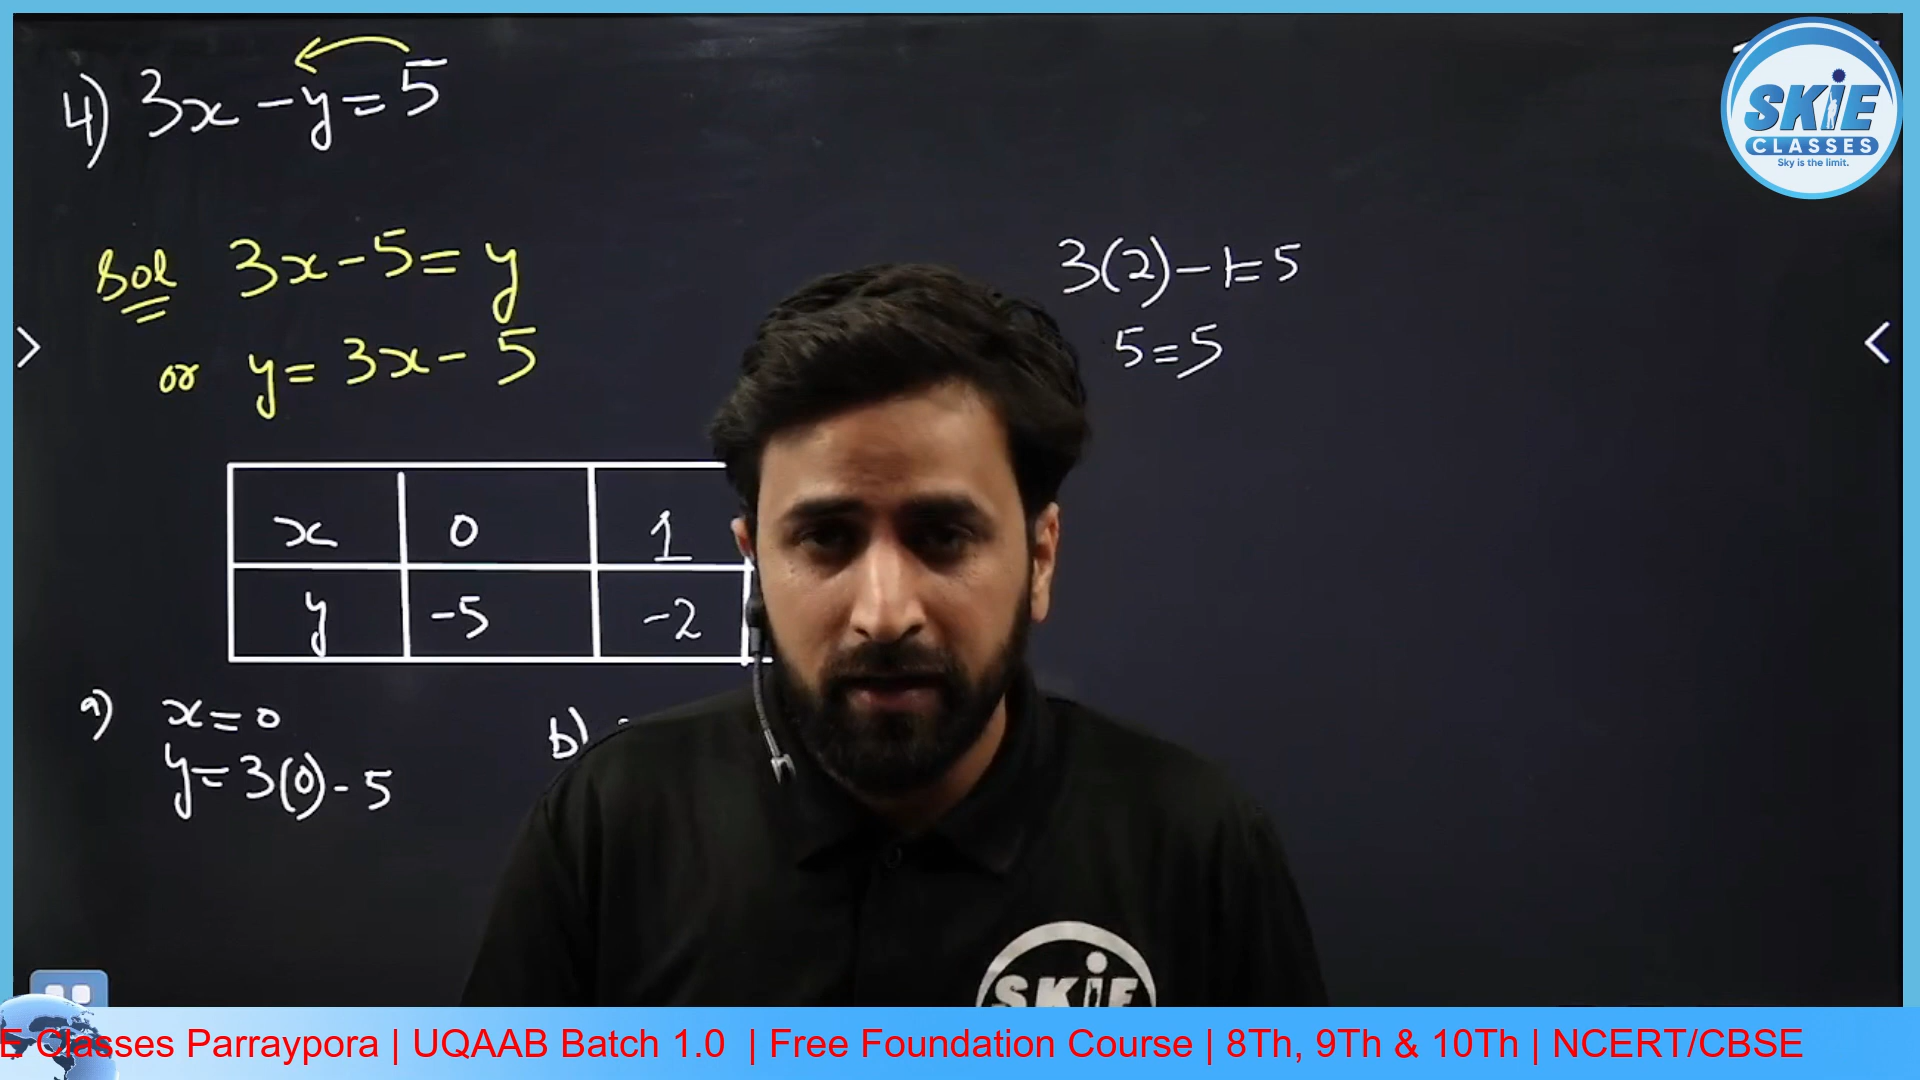 4) 3x - y = 5
SKIE
CLASSES
Sky is the limit.
Sol 3x - 5 = y
or y = 3x - 5
3(2) - 1 = 5
5 = 5
x 0 1
y -5 -2
a) x = 0
y = 3(0) - 5
b)
SKIE
E Classes Parraypora | UQAAB Batch 1.0 | Free Foundation Course | 8Th, 9Th & 10Th | NCERT/CBSE